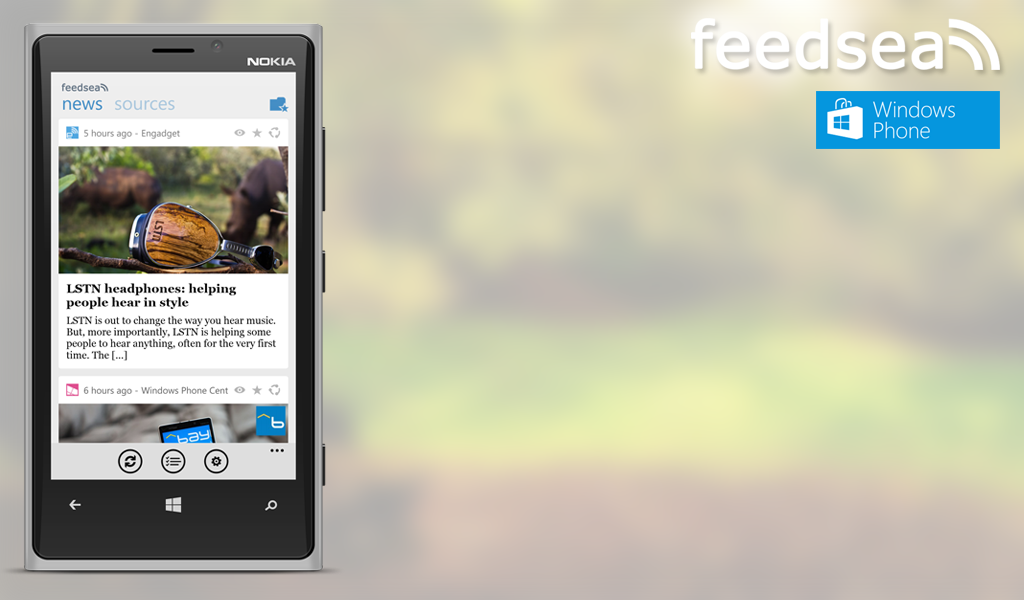 feedsea
Windows
Phone
NOKIA
feedsea
news sources
5 hours ago - Engadget
LSTN
LSTN headphones: helping
people hear in style
LSTN is out to change the way you hear music.
But, more importantly, LSTN is helping some
people to hear anything, often for the very first
time. The [...]
6 hours ago - Windows Phone Cent
b
bay